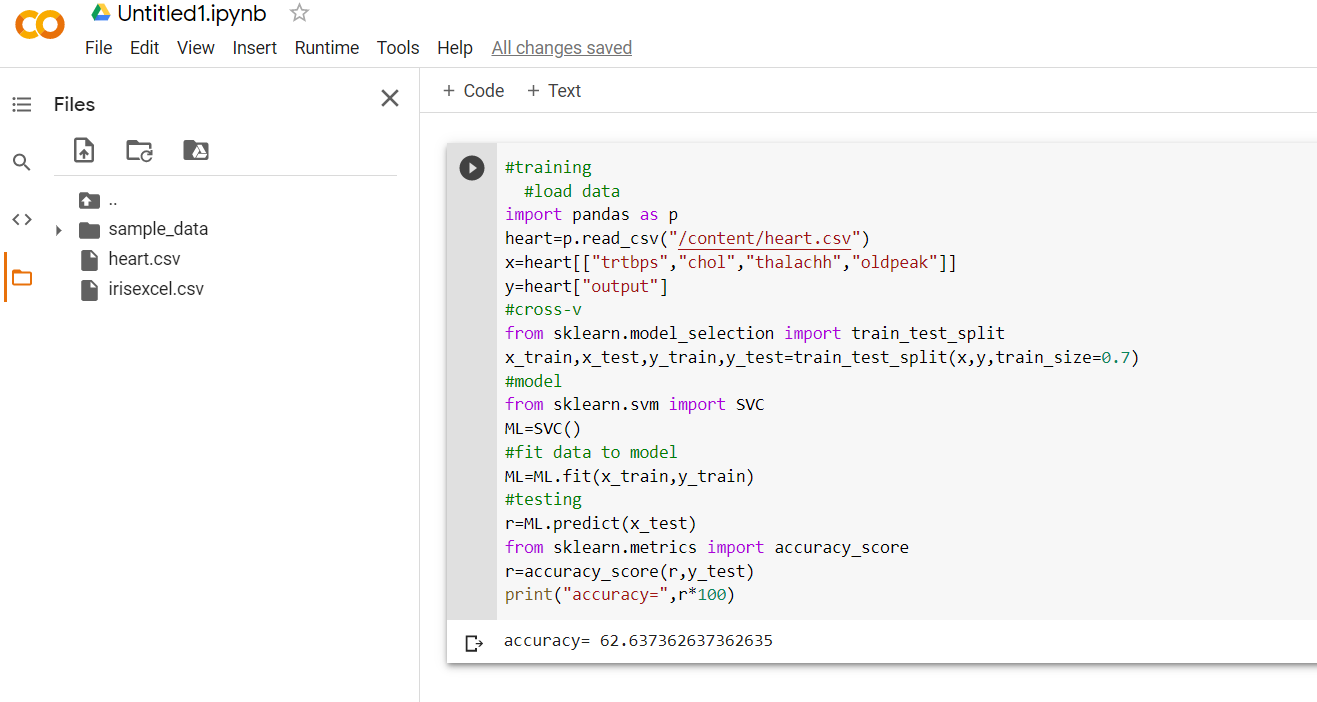 Untitled1.ipynb
File Edit View Insert Runtime Tools Help All changes saved
Files
+ Code + Text
..
sample_data
heart.csv
irisexcel.csv
#training
  #load data
import pandas as p
heart=p.read_csv("/content/heart.csv")
x=heart[["trtbps","chol","thalachh","oldpeak"]]
y=heart["output"]
#cross-v
from sklearn.model_selection import train_test_split
x_train,x_test,y_train,y_test=train_test_split(x,y,train_size=0.7)
#model
from sklearn.svm import SVC
ML=SVC()
#fit data to model
ML=ML.fit(x_train,y_train)
#testing
r=ML.predict(x_test)
from sklearn.metrics import accuracy_score
r=accuracy_score(r,y_test)
print("accuracy=",r*100)
accuracy= 62.637362637362635